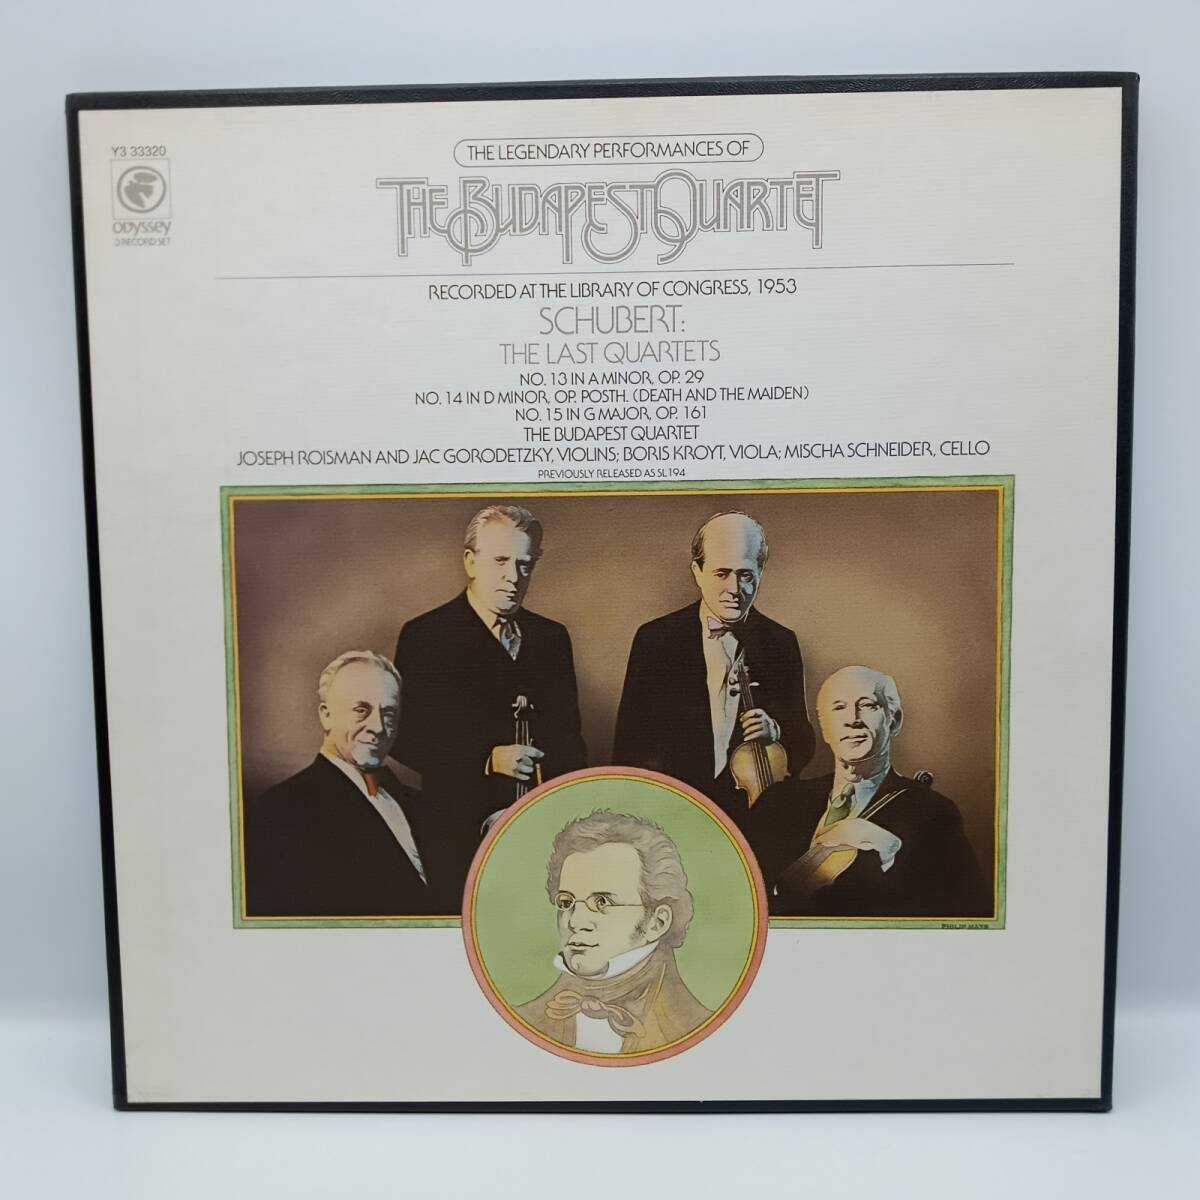 Y3 33320
ODYSSEY
3 RECORD SET
THE LEGENDARY PERFORMANCES OF
THE BUDAPEST QUARTET
RECORDED AT THE LIBRARY OF CONGRESS, 1953
SCHUBERT:
THE LAST QUARTETS
NO. 13 IN A MINOR, OP. 29
NO. 14 IN D MINOR, OP. POSTH. (DEATH AND THE MAIDEN)
NO. 15 IN G MAJOR, OP. 161
THE BUDAPEST QUARTET
JOSEPH ROISMAN AND JAC GORODETZKY, VIOLINS; BORIS KROYT, VIOLA; MISCHA SCHNEIDER, CELLO
PREVIOUSLY RELEASED AS SL 194
PHILIP HAYS